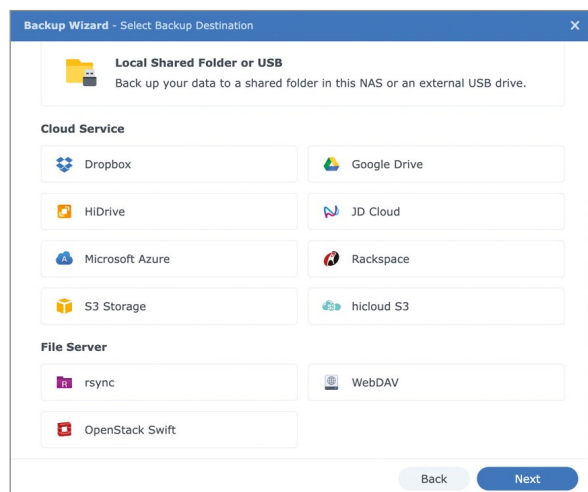 Backup Wizard - Select Backup Destination
X
Local Shared Folder or USB
Back up your data to a shared folder in this NAS or an external USB drive.
Cloud Service
Dropbox
Google Drive
HiDrive
JD Cloud
Microsoft Azure
Rackspace
S3 Storage
hicloud S3
File Server
rsync
WebDAV
OpenStack Swift
Back
Next